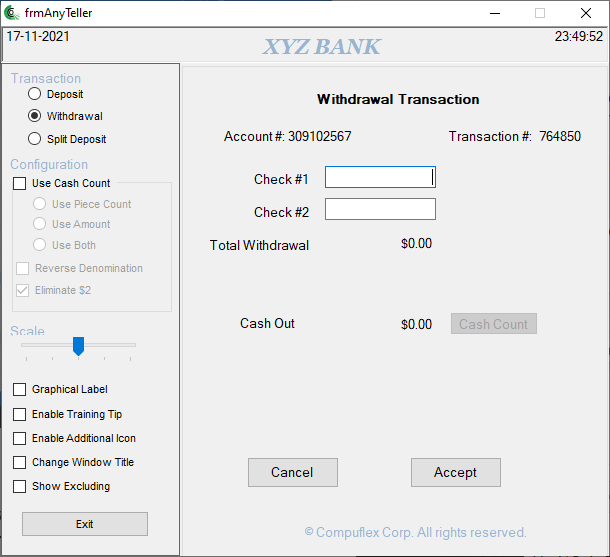 frmAnyTeller
17-11-2021
XYZ BANK
23:49:52
Transaction
Deposit
Withdrawal
Split Deposit
Configuration
Use Cash Count
Use Piece Count
Use Amount
Use Both
Reverse Denomination
Eliminate $2
Scale
Graphical Label
Enable Training Tip
Enable Additional Icon
Change Window Title
Show Excluding
Exit
Withdrawal Transaction
Account #: 309102567 Transaction #: 764850
Check #1
Check #2
Total Withdrawal $0.00
Cash Out $0.00 Cash Count
Cancel Accept
© Compuflex Corp. All rights reserved.